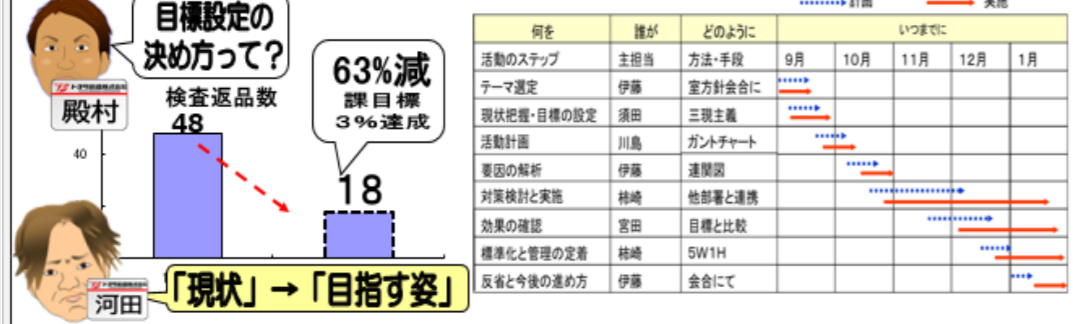 目標設定の
決め方って？
殿村
検査返品数
48
40
63%減
課目標
3%達成
18
河田
「現状」→「目指す姿」
計画 実施
何を 誰が どのように いつまでに
活動のステップ 主担当 方法・手段 9月 10月 11月 12月 1月
テーマ選定 伊藤 室方針会合に
現状把握・目標の設定 須田 三現主義
活動計画 川島 ガントチャート
要因の解析 伊藤 連関図
対策検討と実施 柿崎 他部署と連携
効果の確認 宮田 目標と比較
標準化と管理の定着 柿崎 5W1H
反省と今後の進め方 伊藤 会合にて